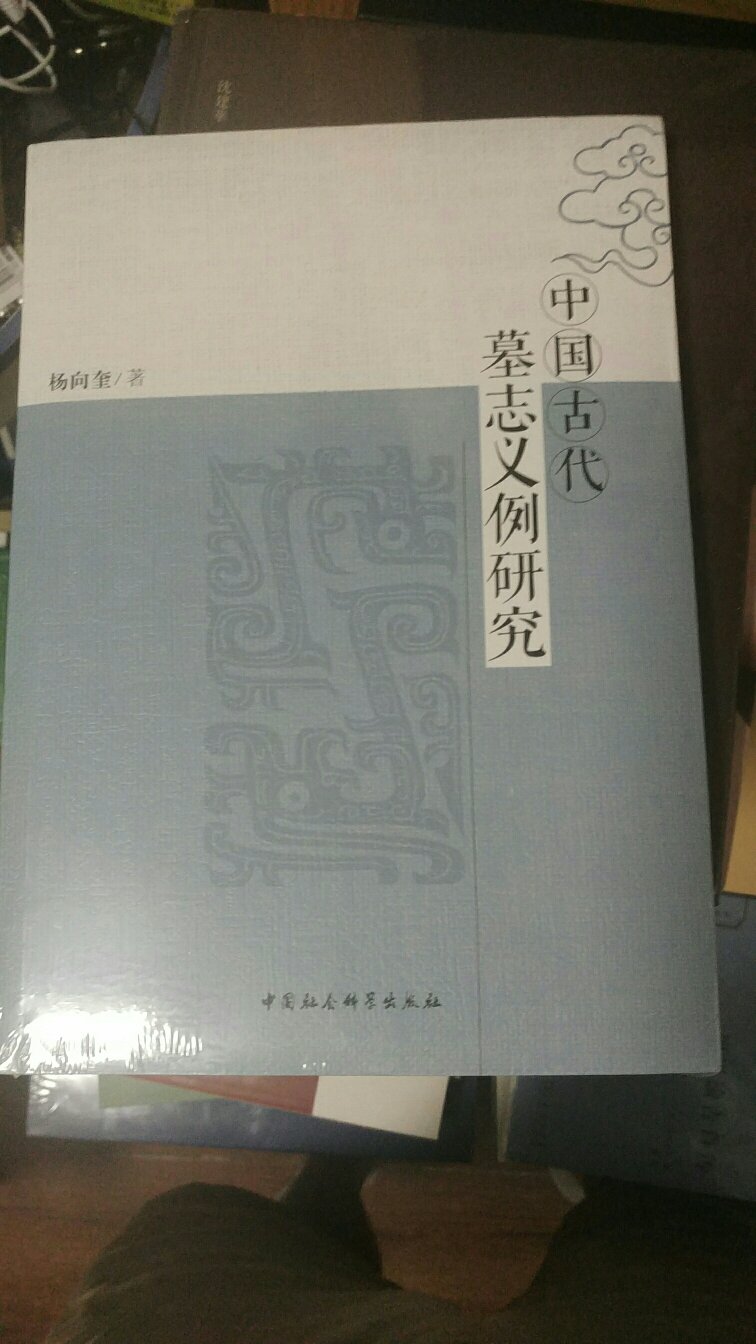 中国古代
墓志义例研究
杨向奎/著
中国社会科学出版社